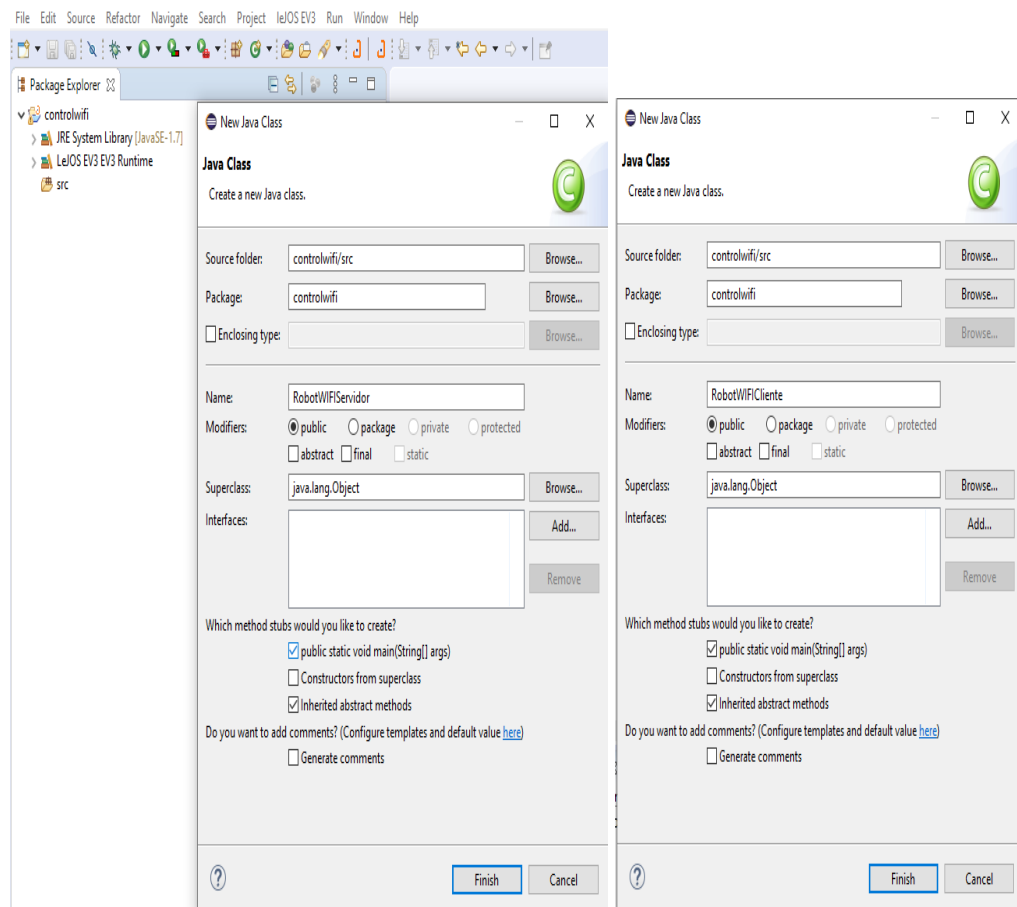 File Edit Source Refactor Navigate Search Project leJOS EV3 Run Window Help
Package Explorer
controlwifi
JRE System Library [JavaSE-1.7]
LeJOS EV3 EV3 Runtime
src
New Java Class
Java Class
Create a new Java class.
Source folder: controlwifi/src Browse...
Package: controlwifi Browse...
Enclosing type: Browse...
Name: RobotWIFIServidor
Modifiers: public package private protected
abstract final static
Superclass: java.lang.Object Browse...
Interfaces: Add...
Remove
Which method stubs would you like to create?
public static void main(String[] args)
Constructors from superclass
Inherited abstract methods
Do you want to add comments? (Configure templates and default value here)
Generate comments
Finish Cancel
New Java Class
Java Class
Create a new Java class.
Source folder: controlwifi/src Browse...
Package: controlwifi Browse...
Enclosing type: Browse...
Name: RobotWIFICliente
Modifiers: public package private protected
abstract final static
Superclass: java.lang.Object Browse...
Interfaces: Add...
Remove
Which method stubs would you like to create?
public static void main(String[] args)
Constructors from superclass
Inherited abstract methods
Do you want to add comments? (Configure templates and default value here)
Generate comments
Finish Cancel